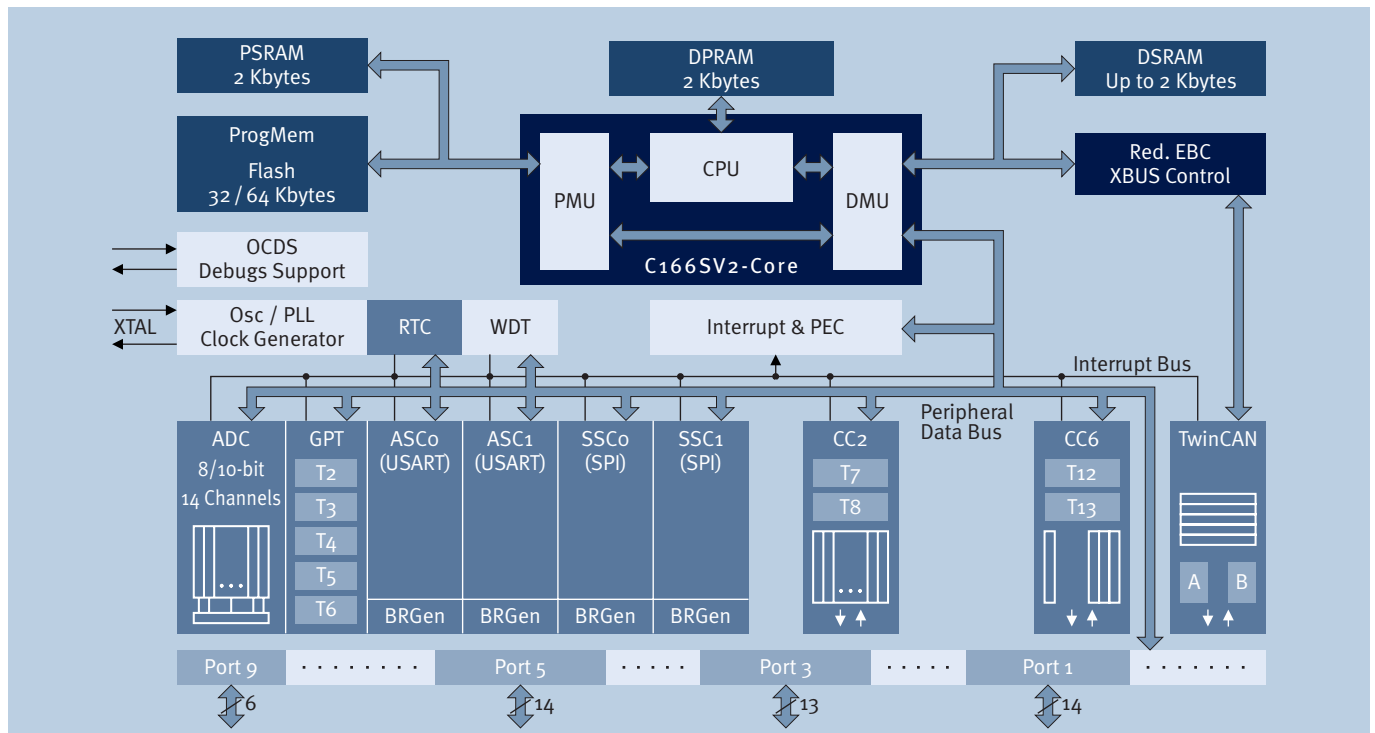 PSRAM
2 Kbytes
DPRAM
2 Kbytes
DSRAM
Up to 2 Kbytes
ProgMem
Flash
32 / 64 Kbytes
PMU
CPU
DMU
C166SV2-Core
Red. EBC
XBUS Control
OCDS
Debugs Support
XTAL
Osc / PLL
Clock Generator
RTC
WDT
Interrupt & PEC
Interrupt Bus
Peripheral
Data Bus
ADC
8/10-bit
14 Channels
GPT
T2
T3
T4
T5
T6
ASC0
(USART)
BRGen
ASC1
(USART)
BRGen
SSC0
(SPI)
BRGen
SSC1
(SPI)
BRGen
CC2
T7
T8
CC6
T12
T13
TwinCAN
A
B
Port 9
Port 5
Port 3
Port 1
6
14
13
14